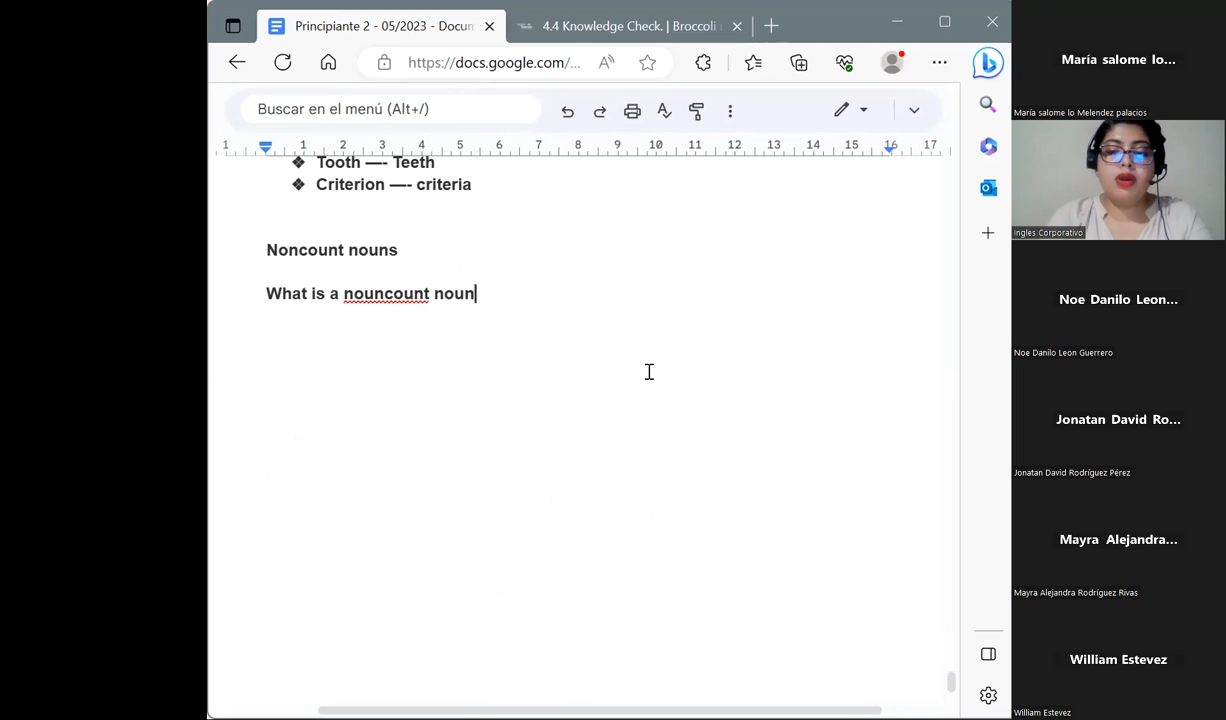 Principiante 2 - 05/2023 - Docum
4.4 Knowledge Check. | Broccoli
https://docs.google.com/...
Buscar en el menú (Alt+/)
1 1 2 3 4 5 6 7 8 9 10 11 12 13 14 15 16 17
❖ Tooth —- Teeth
❖ Criterion —- criteria
Noncount nouns
What is a nouncount noun
María salome lo...
María salome lo Melendez palacios
Ingles Corporativo
Noe Danilo Leon...
Noe Danilo Leon Guerrero
Jonatan David Ro...
Jonatan David Rodríguez Pérez
Mayra Alejandra...
Mayra Alejandra Rodríguez Rivas
William Estevez
William Estevez